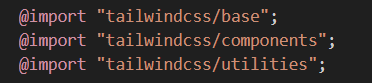 @import "tailwindcss/base";
@import "tailwindcss/components";
@import "tailwindcss/utilities";